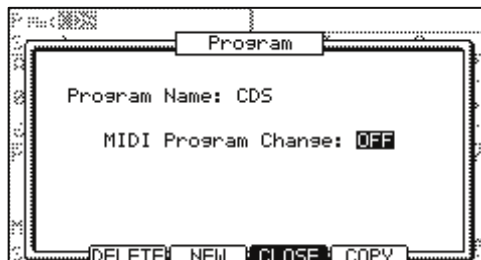 Program
Program Name: CDS
MIDI Program Change: OFF
DELETE NEW CLOSE COPY